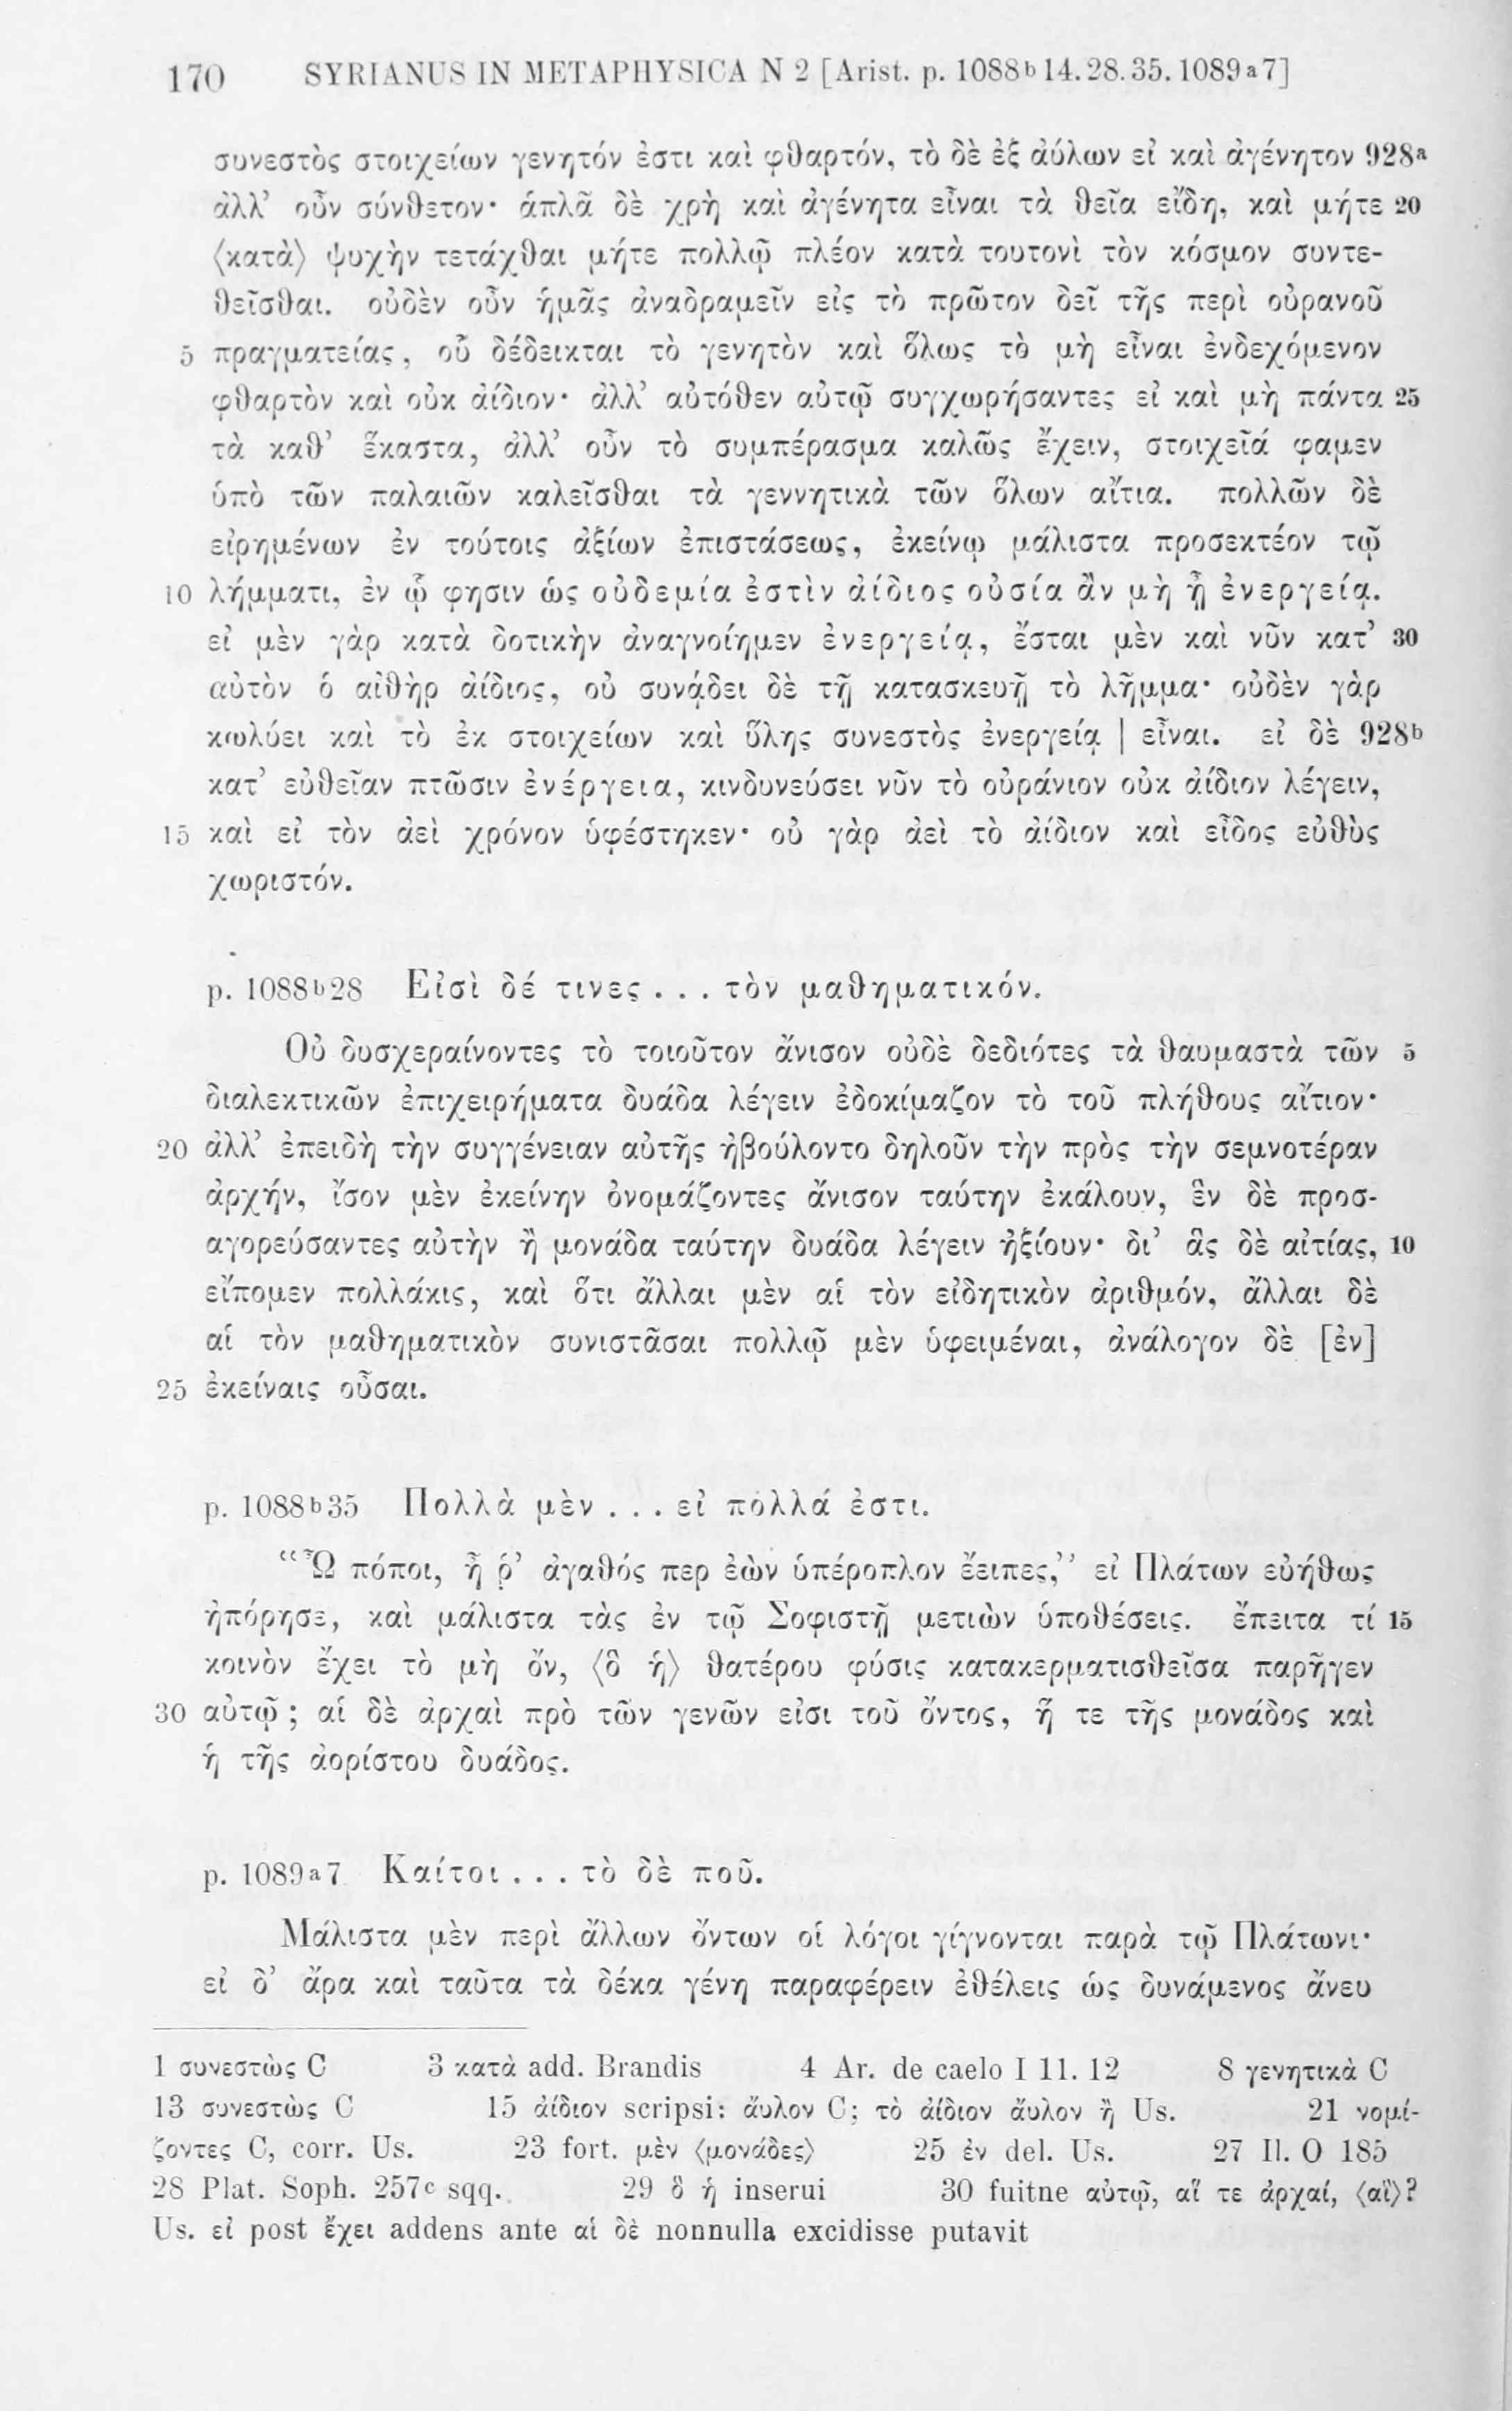 170 SYRIANUS IN METAPHYSICA N 2 [Arist. p. 1088b14.28.35.1089a7]
συνεστὸς στοιχείων γενητόν ἐστι καὶ φθαρτόν, τὸ δὲ ἐξ ἀύλων εἰ καὶ ἀγένητον 928a
ἀλλ’ οὖν σύνθετον· ἁπλᾶ δὲ χρὴ καὶ ἀγένητα εἶναι τὰ θεῖα εἴδη, καὶ μήτε 20
⟨κατὰ⟩ ψυχὴν τετάχθαι μήτε πολλῷ πλέον κατὰ τουτονὶ τὸν κόσμον συντε-
θεῖσθαι. οὐδὲν οὖν ἡμᾶς ἀναδραμεῖν εἰς τὸ πρῶτον δεῖ τῆς περὶ οὐρανοῦ
5 πραγματείας, οὗ δέδεικται τὸ γενητὸν καὶ ὅλως τὸ μὴ εἶναι ἐνδεχόμενον
φθαρτὸν καὶ οὐκ ἀίδιον· ἀλλ’ αὐτόθεν αὐτῷ συγχωρήσαντες εἰ καὶ μὴ πάντα 25
τὰ καθ’ ἕκαστα, ἀλλ’ οὖν τὸ συμπέρασμα καλῶς ἔχειν, στοιχεῖά φαμεν
ὑπὸ τῶν παλαιῶν καλεῖσθαι τὰ γεννητικὰ τῶν ὅλων αἴτια. πολλῶν δὲ
εἰρημένων ἐν τούτοις ἀξίων ἐπιστάσεως, ἐκείνῳ μάλιστα προσεκτέον τῷ
10 λήμματι, ἐν ᾧ φησιν ὡς οὐδεμία ἐστὶν ἀίδιος οὐσία ἂν μὴ ᾖ ἐνεργείᾳ.
εἰ μὲν γὰρ κατὰ δοτικὴν ἀναγνοίημεν ἐνεργείᾳ, ἔσται μὲν καὶ νῦν κατ’ 30
αὐτὸν ὁ αἰθὴρ ἀίδιος, οὐ συνᾴδει δὲ τῇ κατασκευῇ τὸ λῆμμα· οὐδὲν γὰρ
κωλύει καὶ τὸ ἐκ στοιχείων καὶ ὕλης συνεστὸς ἐνεργείᾳ | εἶναι. εἰ δὲ 928b
κατ’ εὐθεῖαν πτῶσιν ἐνέργεια, κινδυνεύσει νῦν τὸ οὐράνιον οὐκ ἀίδιον λέγειν,
15 καὶ εἰ τὸν ἀεὶ χρόνον ὑφέστηκεν· οὐ γὰρ ἀεὶ τὸ ἀίδιον καὶ εἶδος εὐθὺς
χωριστόν.
p. 1088b28 Εἰσὶ δέ τινες . . . τὸν μαθηματικόν.
Οὐ δυσχεραίνοντες τὸ τοιοῦτον ἄνισον οὐδὲ δεδιότες τὰ θαυμαστὰ τῶν 5
διαλεκτικῶν ἐπιχειρήματα δυάδα λέγειν ἐδοκίμαζον τὸ τοῦ πλήθους αἴτιον·
20 ἀλλ’ ἐπειδὴ τὴν συγγένειαν αὐτῆς ἠβούλοντο δηλοῦν τὴν πρὸς τὴν σεμνοτέραν
ἀρχήν, ἴσον μὲν ἐκείνην ὀνομάζοντες ἄνισον ταύτην ἐκάλουν, ἓν δὲ προσ-
αγορεύσαντες αὐτὴν ἢ μονάδα ταύτην δυάδα λέγειν ἠξίουν· δι’ ἃς δὲ αἰτίας, 10
εἴπομεν πολλάκις, καὶ ὅτι ἄλλαι μὲν αἱ τὸν εἰδητικὸν ἀριθμόν, ἄλλαι δὲ
αἱ τὸν μαθηματικὸν συνιστᾶσαι πολλῷ μὲν ὑφειμέναι, ἀνάλογον δὲ [ἐν]
25 ἐκείναις οὖσαι.
p. 1088b35 Πολλὰ μὲν . . . εἰ πολλά ἐστι.
“Ὦ πόποι, ἦ ῥ’ ἀγαθός περ ἐὼν ὑπέροπλον ἔειπες,” εἰ Πλάτων εὐήθως
ἠπόρησε, καὶ μάλιστα τὰς ἐν τῷ Σοφιστῇ μετιὼν ὑποθέσεις. ἔπειτα τί 15
κοινὸν ἔχει τὸ μὴ ὄν, ⟨ὃ ἡ⟩ θατέρου φύσις κατακερματισθεῖσα παρῆγεν
30 αὐτῷ; αἱ δὲ ἀρχαὶ πρὸ τῶν γενῶν εἰσι τοῦ ὄντος, ἥ τε τῆς μονάδος καὶ
ἡ τῆς ἀορίστου δυάδος.
p. 1089a7 Καίτοι . . . τὸ δὲ ποῦ.
Μάλιστα μὲν περὶ ἄλλων ὄντων οἱ λόγοι γίγνονται παρὰ τῷ Πλάτωνι·
εἰ δ’ ἄρα καὶ ταῦτα τὰ δέκα γένη παραφέρειν ἐθέλεις ὡς δυνάμενος ἄνευ
1 συνεστὼς C 3 κατὰ add. Brandis 4 Ar. de caelo I 11. 12 8 γενητικὰ C
13 συνεστὼς C 15 ἀίδιον scripsi: ἄυλον C; τὸ ἀίδιον ἄυλον ἢ Us. 21 νομί-
ζοντες C, corr. Us. 23 fort. μὲν ⟨μονάδες⟩ 25 ἐν del. Us. 27 Il. O 185
28 Plat. Soph. 257c sqq. 29 ὃ ἡ inserui 30 fuitne αὐτῷ, αἵ τε ἀρχαί, ⟨αἳ⟩?
Us. εἰ post ἔχει addens ante αἱ δὲ nonnulla excidisse putavit